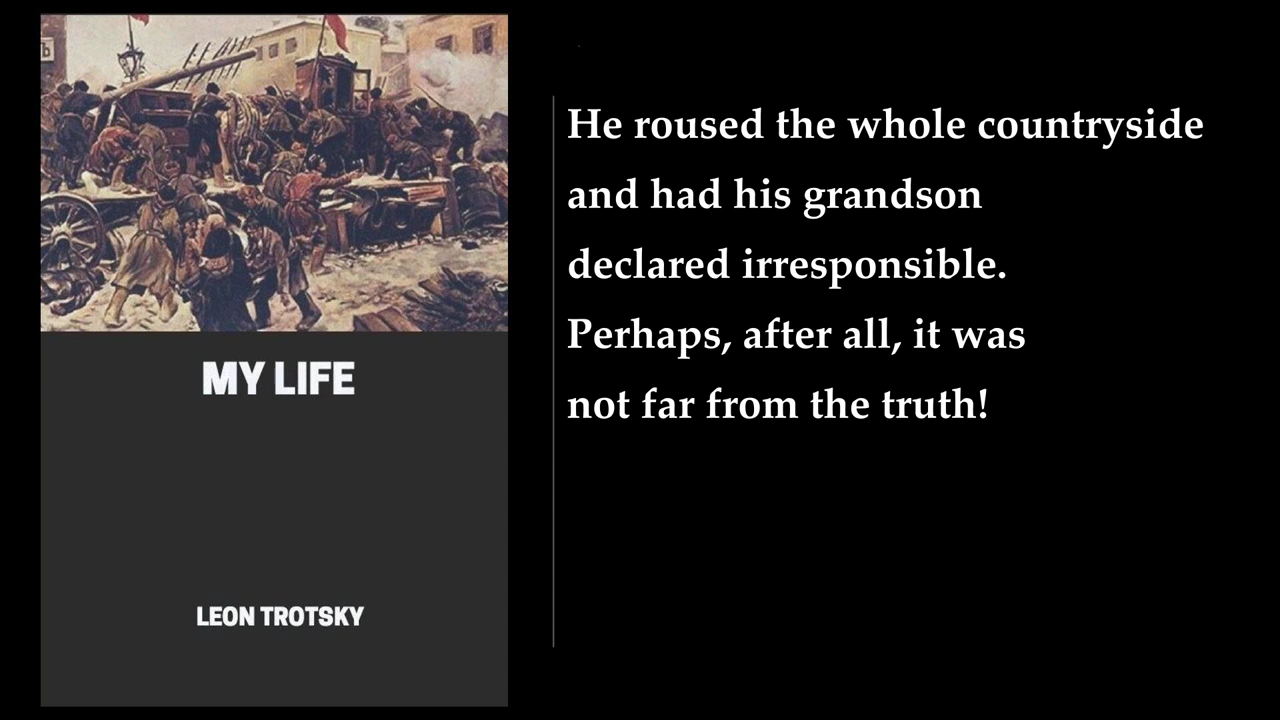 MY LIFE
LEON TROTSKY
He roused the whole countryside
and had his grandson
declared irresponsible.
Perhaps, after all, it was
not far from the truth!